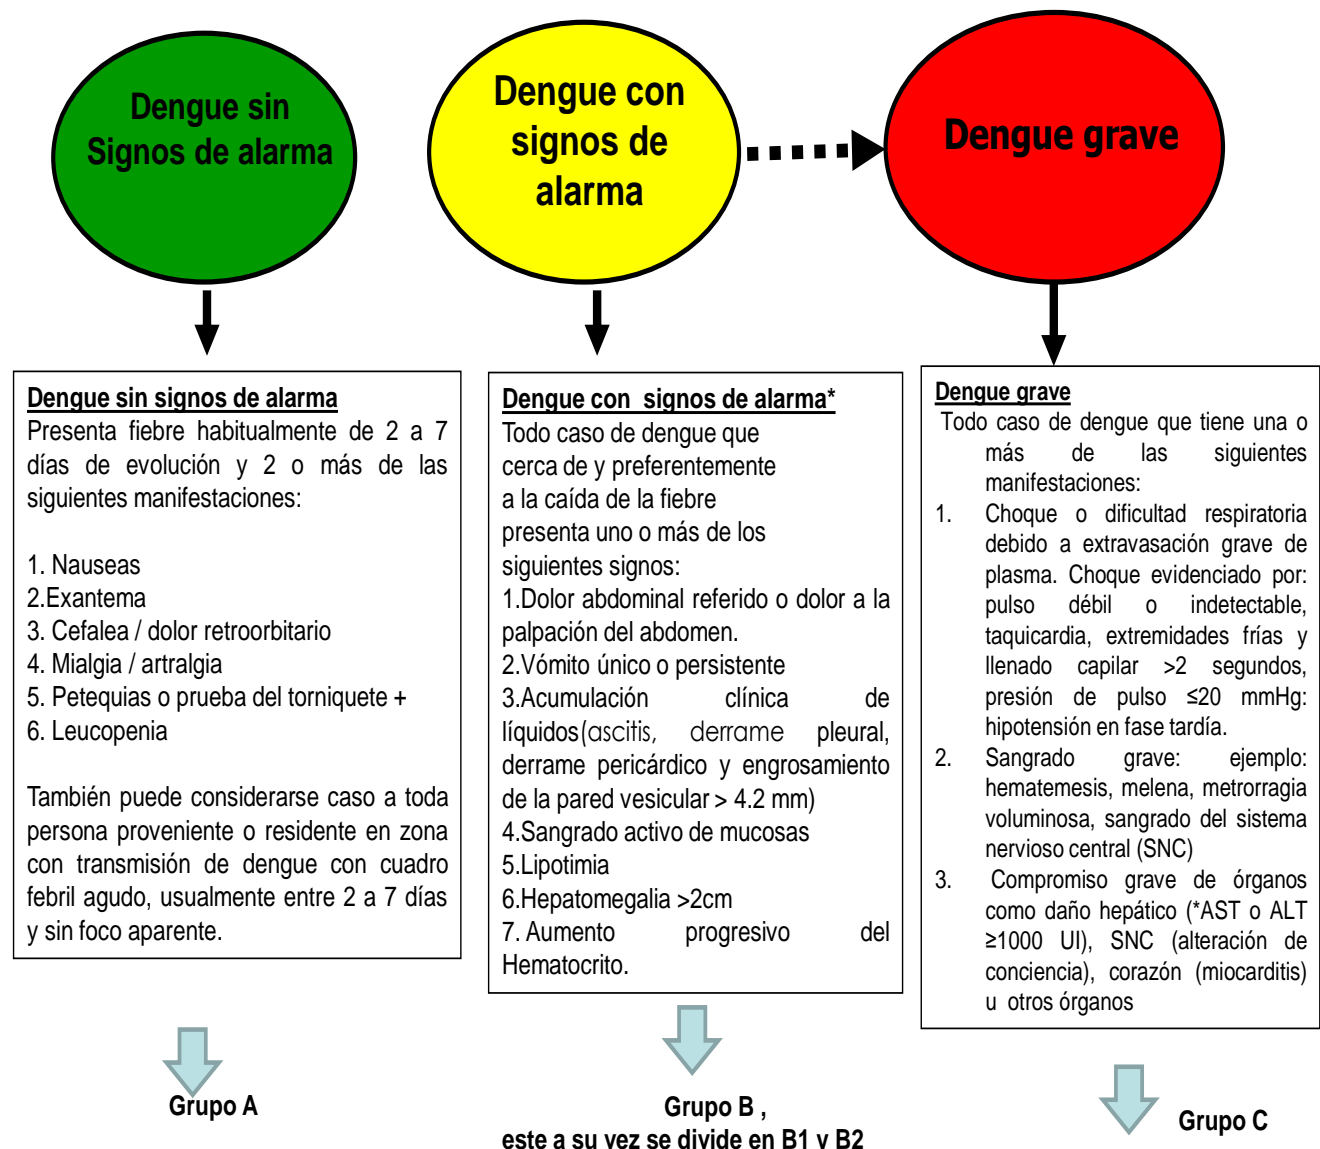 Dengue sin
Signos de alarma
Dengue con
signos de
alarma
Dengue grave
Dengue sin signos de alarma
Presenta fiebre habitualmente de 2 a 7
días de evolución y 2 o más de las
siguientes manifestaciones:
1. Nauseas
2.Exantema
3. Cefalea / dolor retroorbitario
4. Mialgia / artralgia
5. Petequias o prueba del torniquete +
6. Leucopenia
También puede considerarse caso a toda
persona proveniente o residente en zona
con transmisión de dengue con cuadro
febril agudo, usualmente entre 2 a 7 días
y sin foco aparente.
Grupo A
Dengue con signos de alarma*
Todo caso de dengue que
cerca de y preferentemente
a la caída de la fiebre
presenta uno o más de los
siguientes signos:
1.Dolor abdominal referido o dolor a la
palpación del abdomen.
2.Vómito único o persistente
3.Acumulación clínica de
líquidos(ascitis, derrame pleural,
derrame pericárdico y engrosamiento
de la pared vesicular > 4.2 mm)
4.Sangrado activo de mucosas
5.Lipotimia
6.Hepatomegalia >2cm
7. Aumento progresivo del
Hematocrito.
Grupo B ,
este a su vez se divide en B1 y B2
Dengue grave
Todo caso de dengue que tiene una o
más de las siguientes
manifestaciones:
1. Choque o dificultad respiratoria
debido a extravasación grave de
plasma. Choque evidenciado por:
pulso débil o indetectable,
taquicardia, extremidades frías y
llenado capilar >2 segundos,
presión de pulso ≤20 mmHg:
hipotensión en fase tardía.
2. Sangrado grave: ejemplo:
hematemesis, melena, metrorragia
voluminosa, sangrado del sistema
nervioso central (SNC)
3. Compromiso grave de órganos
como daño hepático (*AST o ALT
≥1000 UI), SNC (alteración de
conciencia), corazón (miocarditis)
u otros órganos
Grupo C